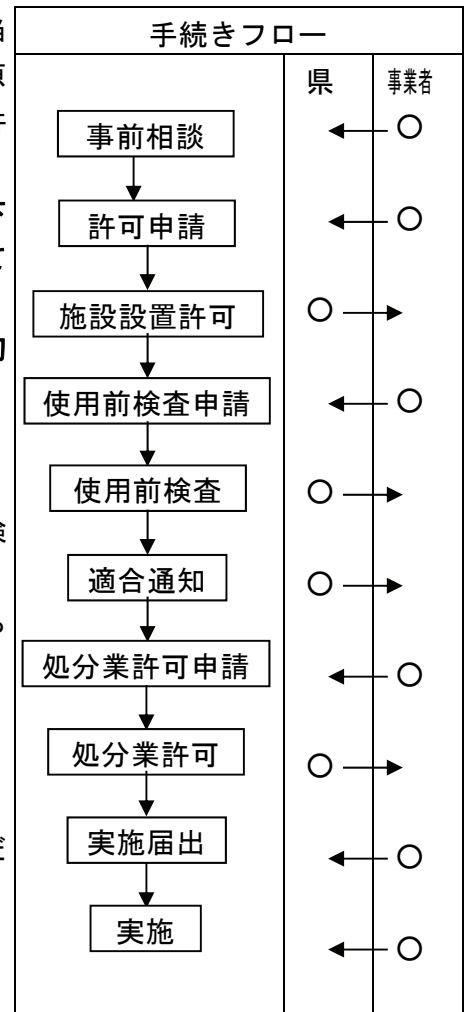 手続きフロー
県 事業者
事前相談
許可申請
施設設置許可
使用前検査申請
使用前検査
適合通知
処分業許可申請
処分業許可
実施届出
実施